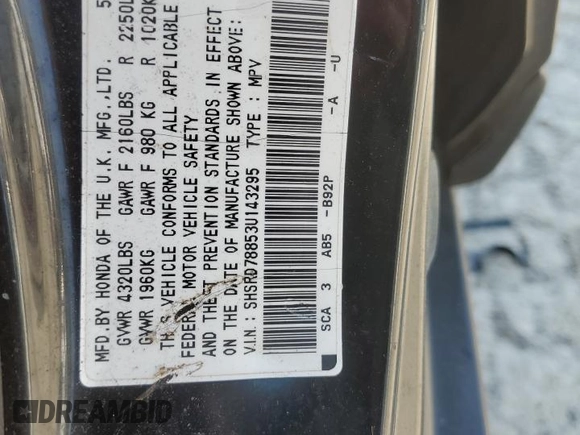 MFD.BY HONDA OF THE U.K. MFG.,LTD. 5
GVWR 4320LBS GAWR F 2160LBS R 2250L
GVWR 1960KG GAWR F 980 KG R 1020K
THIS VEHICLE CONFORMS TO ALL APPLICABLE
FEDERAL MOTOR VEHICLE SAFETY
AND THEFT PREVENTION STANDARDS IN EFFECT
ON THE DATE OF MANUFACTURE SHOWN ABOVE:
V.I.N.: SHSRD78853U143295 TYPE : MPV
SCA 3 AB5 -B92P -A -U
DREAMBID